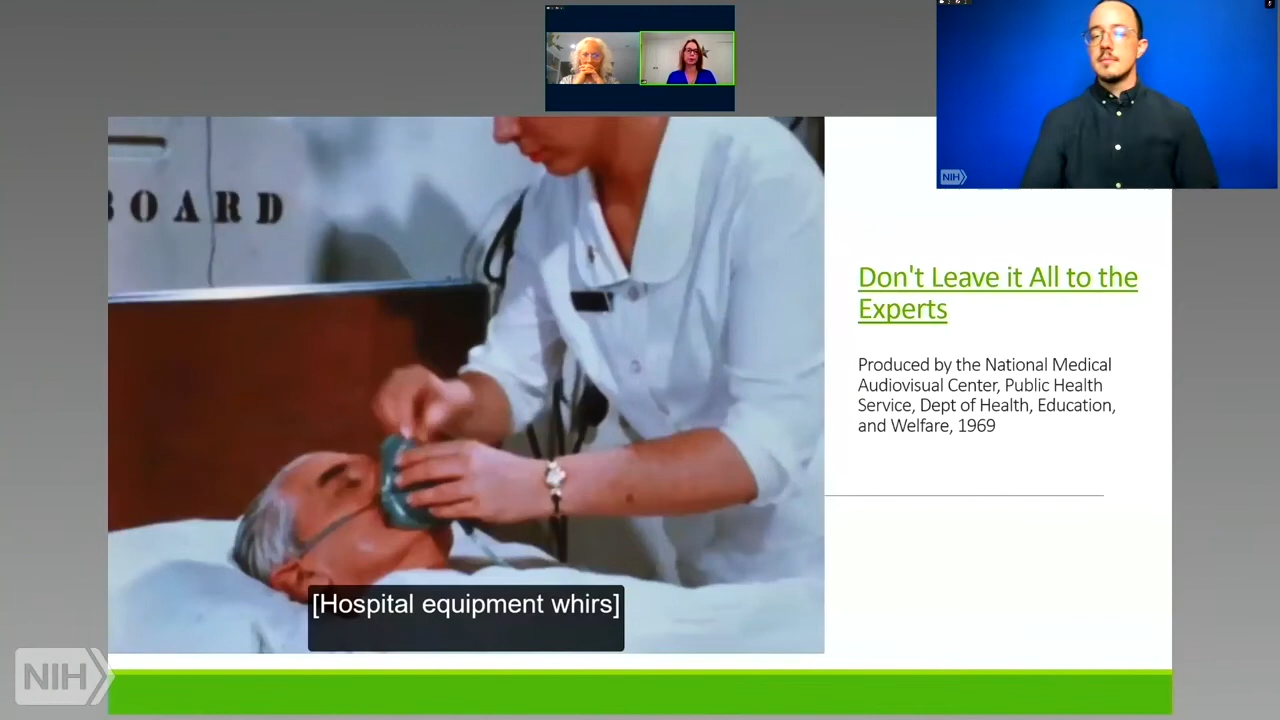 NIH
BOARD
Don't Leave it All to the
Experts
Produced by the National Medical
Audiovisual Center, Public Health
Service, Dept of Health, Education,
and Welfare, 1969
[Hospital equipment whirs]
NIH